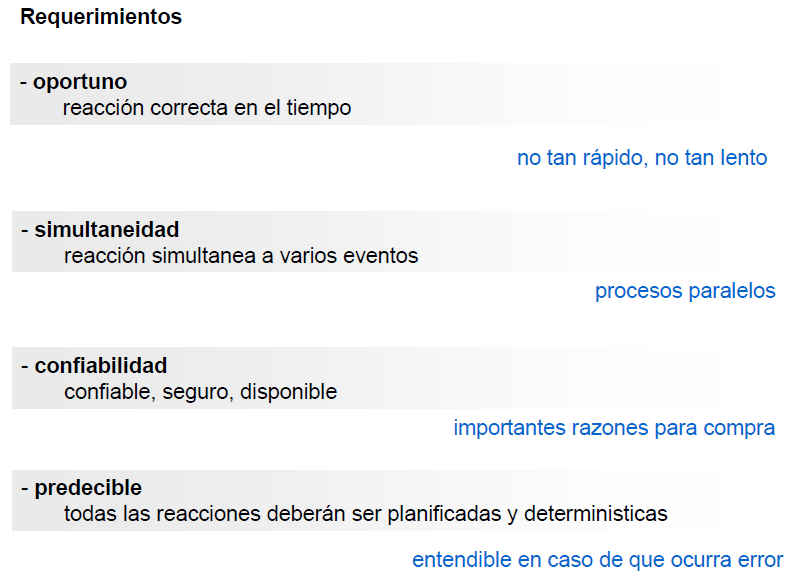 Requerimientos
- oportuno
reacción correcta en el tiempo
no tan rápido, no tan lento
- simultaneidad
reacción simultanea a varios eventos
procesos paralelos
- confiabilidad
confiable, seguro, disponible
importantes razones para compra
- predecible
todas las reacciones deberán ser planificadas y deterministicas
entendible en caso de que ocurra error